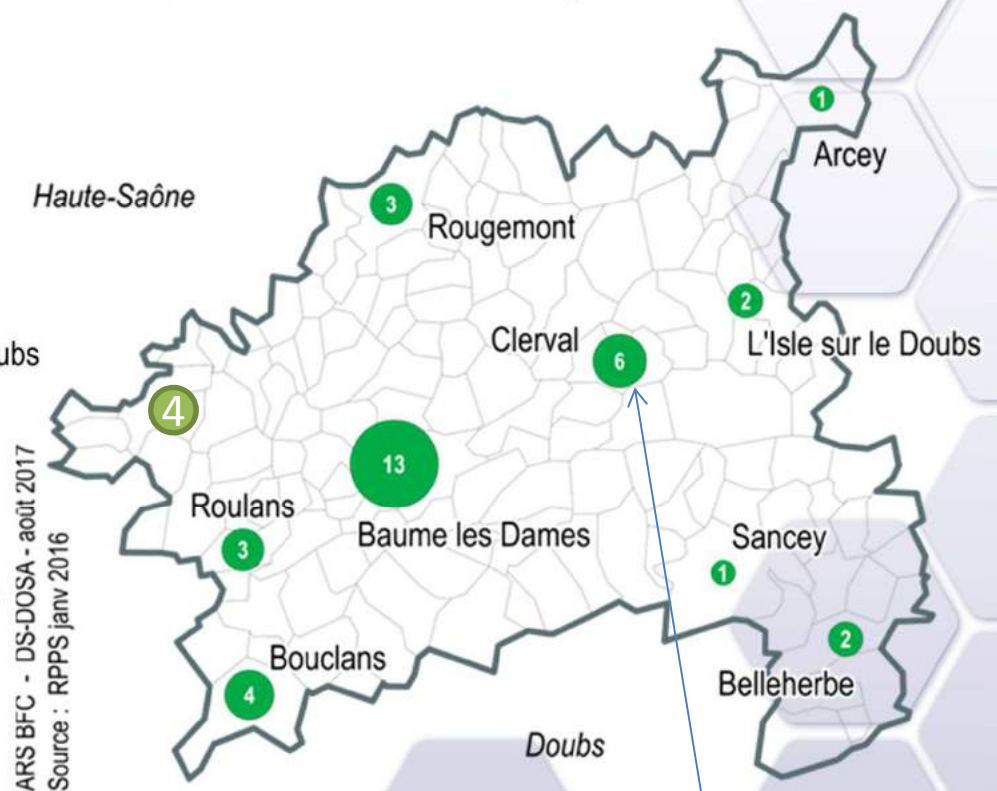 1
Arcey
Haute-Saône
3
Rougemont
2
Clerval
L'Isle sur le Doubs
6
ubs
4
13
Roulans
Baume les Dames
3
Sancey
1
2
Bouclans
Belleherbe
4
Doubs
ARS BFC - DS-DOSA - août 2017
Source : RPPS janv 2016